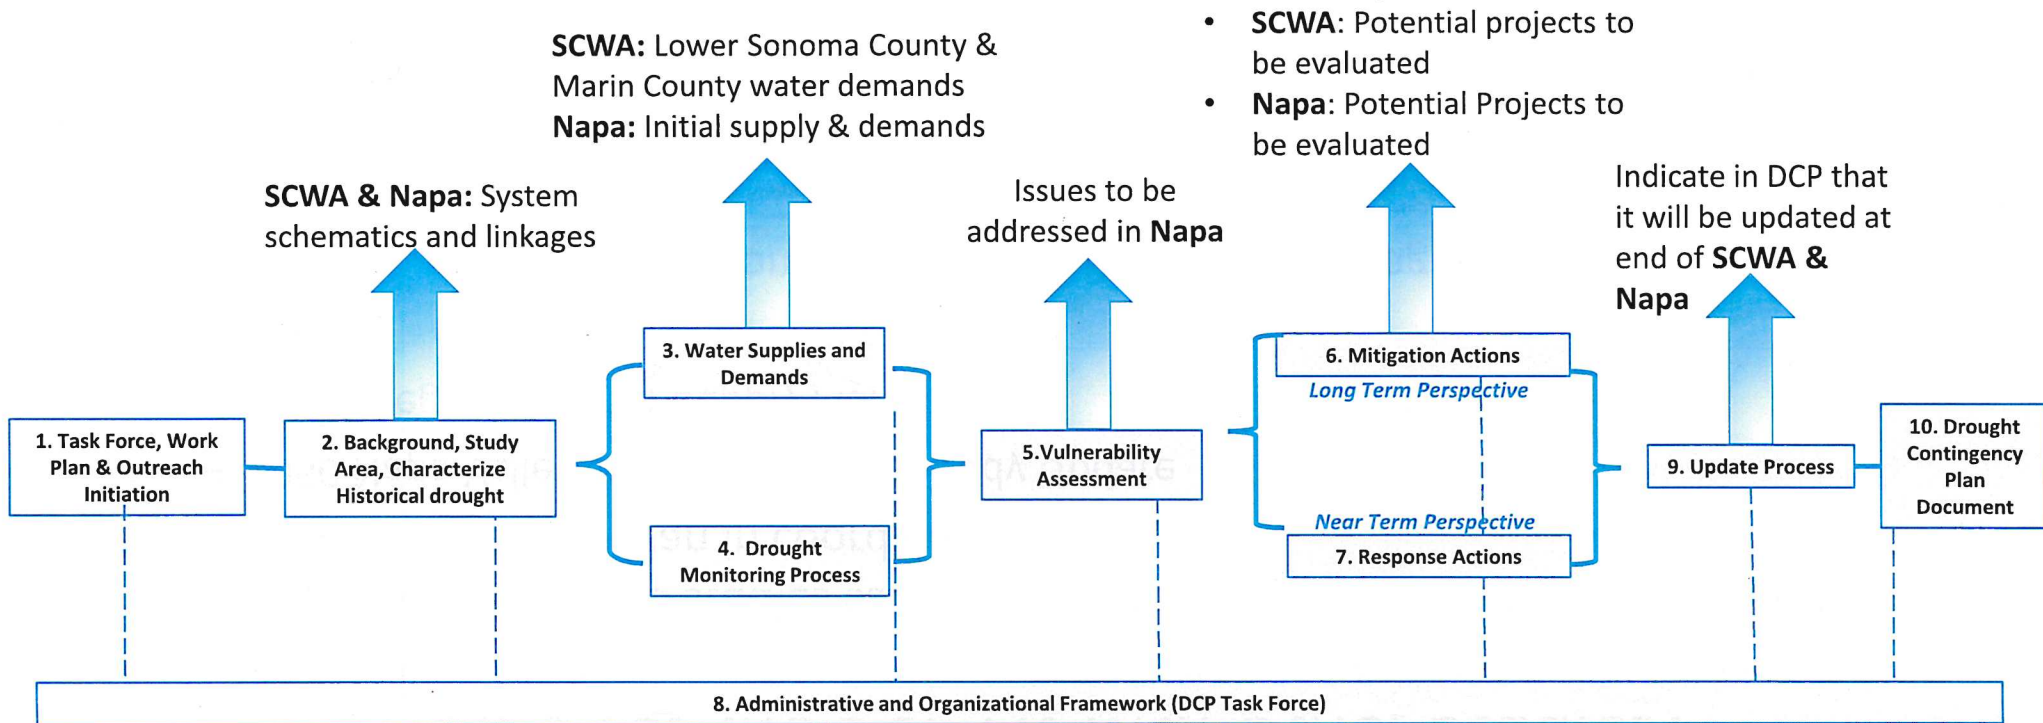 SCWA: Lower Sonoma County &
Marin County water demands
Napa: Initial supply & demands
• SCWA: Potential projects to
be evaluated
• Napa: Potential Projects to
be evaluated
SCWA & Napa: System
schematics and linkages
Issues to be
addressed in Napa
Indicate in DCP that
it will be updated at
end of SCWA &
Napa
1. Task Force, Work
Plan & Outreach
Initiation
2. Background, Study
Area, Characterize
Historical drought
3. Water Supplies and
Demands
4. Drought
Monitoring Process
5.Vulnerability
Assessment
6. Mitigation Actions
Long Term Perspective
Near Term Perspective
7. Response Actions
9. Update Process
10. Drought
Contingency
Plan
Document
8. Administrative and Organizational Framework (DCP Task Force)